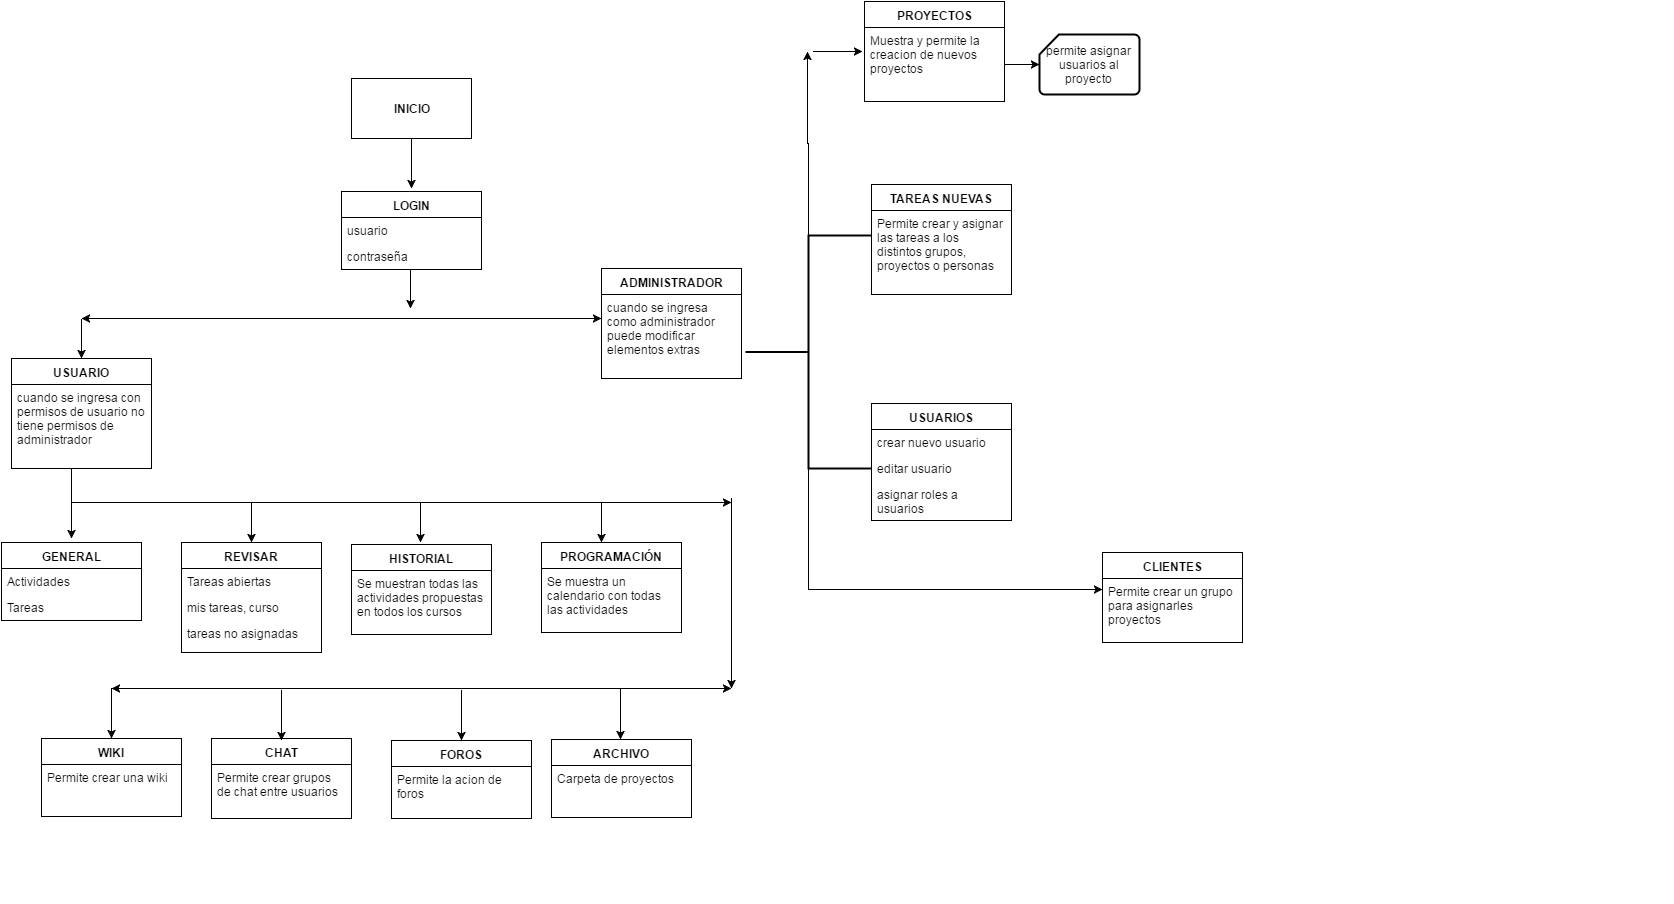 PROYECTOS
Muestra y permite la
creacion de nuevos
proyectos
permite asignar
usuarios al
proyecto
INICIO
LOGIN
usuario
contraseña
TAREAS NUEVAS
Permite crear y asignar
las tareas a los
distintos grupos,
proyectos o personas
ADMINISTRADOR
cuando se ingresa
como administrador
puede modificar
elementos extras
USUARIO
cuando se ingresa con
permisos de usuario no
tiene permisos de
administrador
USUARIOS
crear nuevo usuario
editar usuario
asignar roles a
usuarios
GENERAL
Actividades
Tareas
REVISAR
Tareas abiertas
mis tareas, curso
tareas no asignadas
HISTORIAL
Se muestran todas las
actividades propuestas
en todos los cursos
PROGRAMACIÓN
Se muestra un
calendario con todas
las actividades
CLIENTES
Permite crear un grupo
para asignarles
proyectos
WIKI
Permite crear una wiki
CHAT
Permite crear grupos
de chat entre usuarios
FOROS
Permite la acion de
foros
ARCHIVO
Carpeta de proyectos